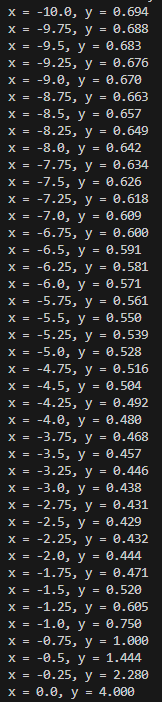 x = -10.0, y = 0.694
x = -9.75, y = 0.688
x = -9.5, y = 0.683
x = -9.25, y = 0.676
x = -9.0, y = 0.670
x = -8.75, y = 0.663
x = -8.5, y = 0.657
x = -8.25, y = 0.649
x = -8.0, y = 0.642
x = -7.75, y = 0.634
x = -7.5, y = 0.626
x = -7.25, y = 0.618
x = -7.0, y = 0.609
x = -6.75, y = 0.600
x = -6.5, y = 0.591
x = -6.25, y = 0.581
x = -6.0, y = 0.571
x = -5.75, y = 0.561
x = -5.5, y = 0.550
x = -5.25, y = 0.539
x = -5.0, y = 0.528
x = -4.75, y = 0.516
x = -4.5, y = 0.504
x = -4.25, y = 0.492
x = -4.0, y = 0.480
x = -3.75, y = 0.468
x = -3.5, y = 0.457
x = -3.25, y = 0.446
x = -3.0, y = 0.438
x = -2.75, y = 0.431
x = -2.5, y = 0.429
x = -2.25, y = 0.432
x = -2.0, y = 0.444
x = -1.75, y = 0.471
x = -1.5, y = 0.520
x = -1.25, y = 0.605
x = -1.0, y = 0.750
x = -0.75, y = 1.000
x = -0.5, y = 1.444
x = -0.25, y = 2.280
x = 0.0, y = 4.000